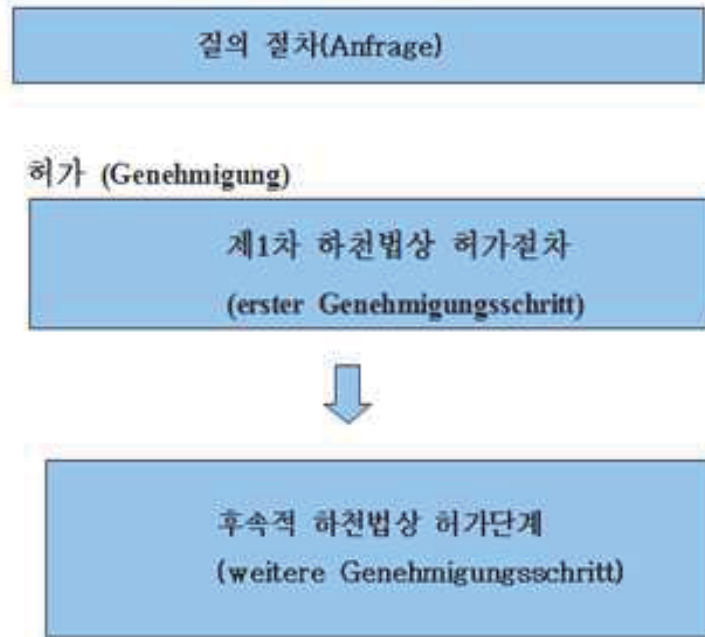 질의 절차(Anfrage)
허가 (Genehmigung)
제1차 하천법상 허가절차
(erster Genehmigungsschritt)
후속적 하천법상 허가단계
(weitere Genehmigungsschritt)